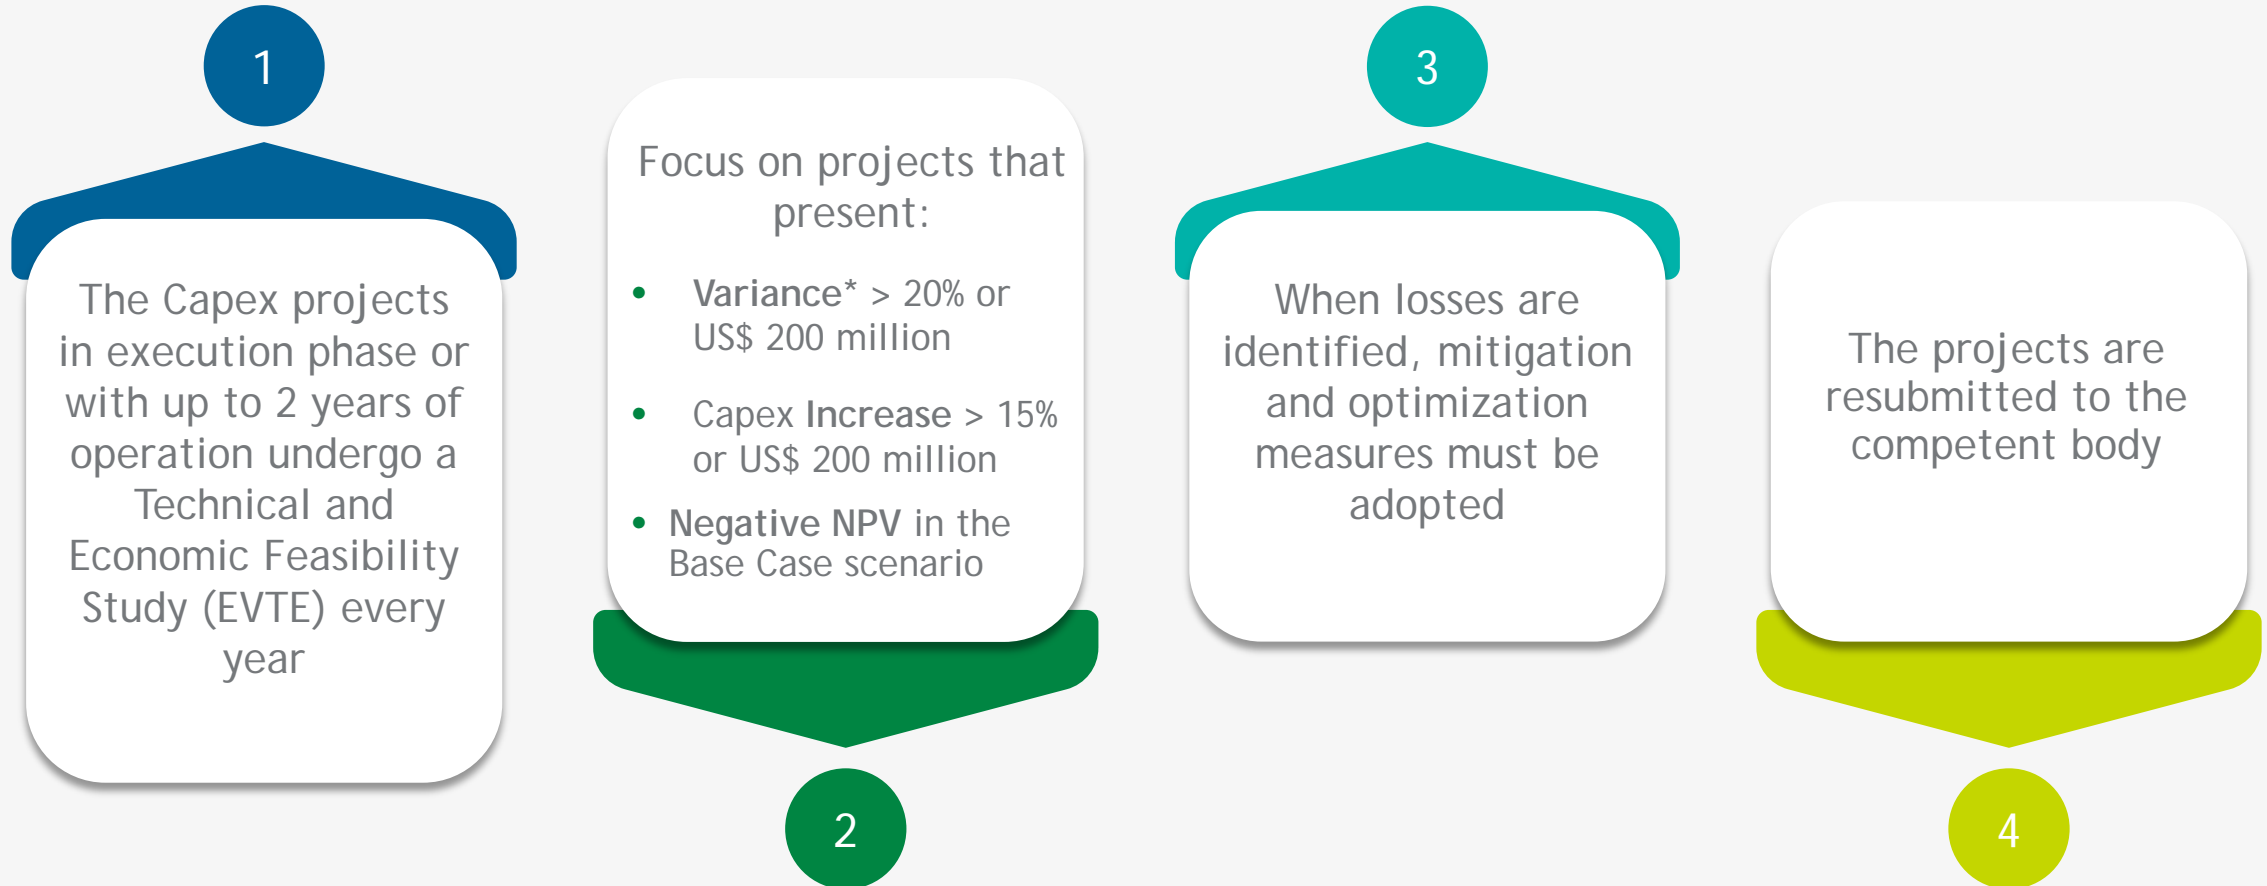 1
The Capex projects
in execution phase or
with up to 2 years of
operation undergo a
Technical and
Economic Feasibility
Study (EVTE) every
year
Focus on projects that
present:
• Variance* > 20% or
US$ 200 million
• Capex Increase > 15%
or US$ 200 million
• Negative NPV in the
Base Case scenario
2
3
When losses are
identified, mitigation
and optimization
measures must be
adopted
The projects are
resubmitted to the
competent body
4